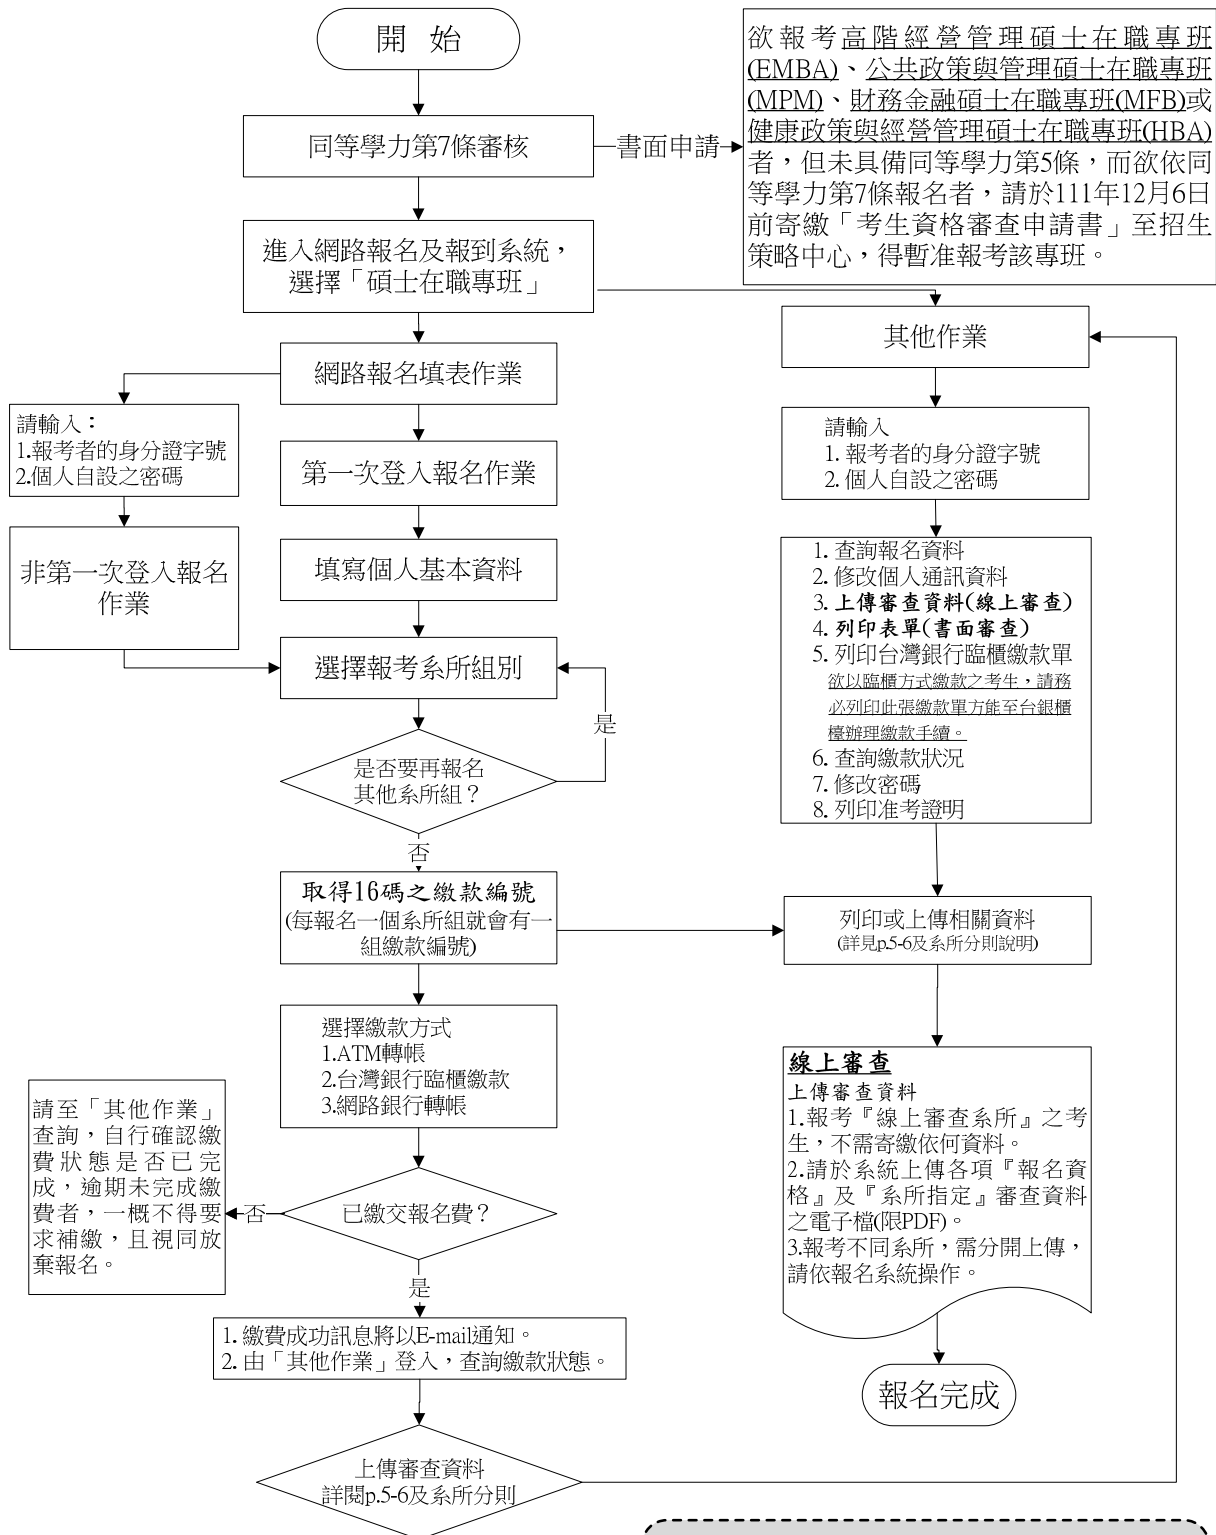 開 始
欲報考高階經營管理碩士在職專班
(EMBA)、公共政策與管理碩士在職專班
(MPM)、財務金融碩士在職專班(MFB)或
健康政策與經營管理碩士在職專班(HBA)
者，但未具備同等學力第5條，而欲依同
等學力第7條報名者，請於111年12月6日
前寄繳「考生資格審查申請書」至招生
策略中心，得暫准報考該專班。
同等學力第7條審核
書面申請
進入網路報名及報到系統，
選擇「碩士在職專班」
網路報名填表作業
請輸入：
1.報考者的身分證字號
2.個人自設之密碼
第一次登入報名作業
非第一次登入報名
作業
填寫個人基本資料
選擇報考系所組別
是
是否要再報名
其他系所組？
否
取得16碼之繳款編號
(每報名一個系所組就會有一
組繳款編號)
選擇繳款方式
1.ATM轉帳
2.台灣銀行臨櫃繳款
3.網路銀行轉帳
請至「其他作業」
查詢，自行確認繳
費狀態是否已完
成，逾期未完成繳
費者，一概不得要
求補繳，且視同放
棄報名。
否
已繳交報名費？
是
1. 繳費成功訊息將以E-mail通知。
2. 由「其他作業」登入，查詢繳款狀態。
上傳審查資料
詳閱p.5-6及系所分則
其他作業
請輸入
1. 報考者的身分證字號
2. 個人自設之密碼
1. 查詢報名資料
2. 修改個人通訊資料
3. 上傳審查資料(線上審查)
4. 列印表單(書面審查)
5. 列印台灣銀行臨櫃繳款單
欲以臨櫃方式繳款之考生，請務
必列印此張繳款單方能至台銀櫃
檯辦理繳款手續。
6. 查詢繳款狀況
7. 修改密碼
8. 列印准考證明
列印或上傳相關資料
(詳見p.5-6及系所分則說明)
線上審查
上傳審查資料
1.報考『線上審查系所』之考
生，不需寄繳依何資料。
2.請於系統上傳各項『報名資
格』及『系所指定』審查資料
之電子檔(限PDF)。
3.報考不同系所，需分開上傳，
請依報名系統操作。
報名完成